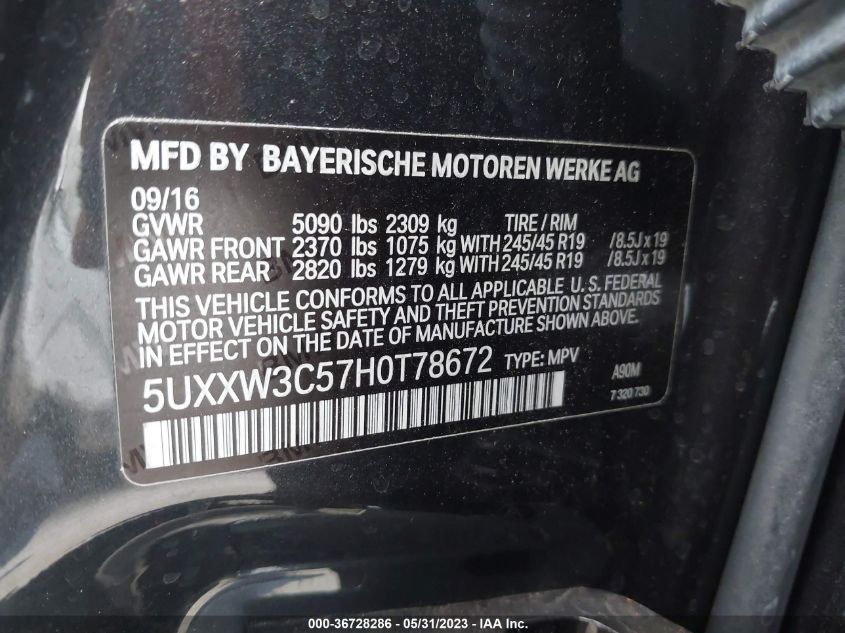 MFD BY BAYERISCHE MOTOREN WERKE AG
09/16
GVWR 5090 lbs 2309 kg TIRE / RIM
GAWR FRONT 2370 lbs 1075 kg WITH 245/45 R19 /8.5J x 19
GAWR REAR 2820 lbs 1279 kg WITH 245/45 R19 /8.5J x 19
THIS VEHICLE CONFORMS TO ALL APPLICABLE U. S. FEDERAL
MOTOR VEHICLE SAFETY AND THEFT PREVENTION STANDARDS
IN EFFECT ON THE DATE OF MANUFACTURE SHOWN ABOVE.
5UXXW3C57H0T78672 TYPE: MPV A90M
7 320 730
000-36728286 - 05/31/2023 - IAA Inc.